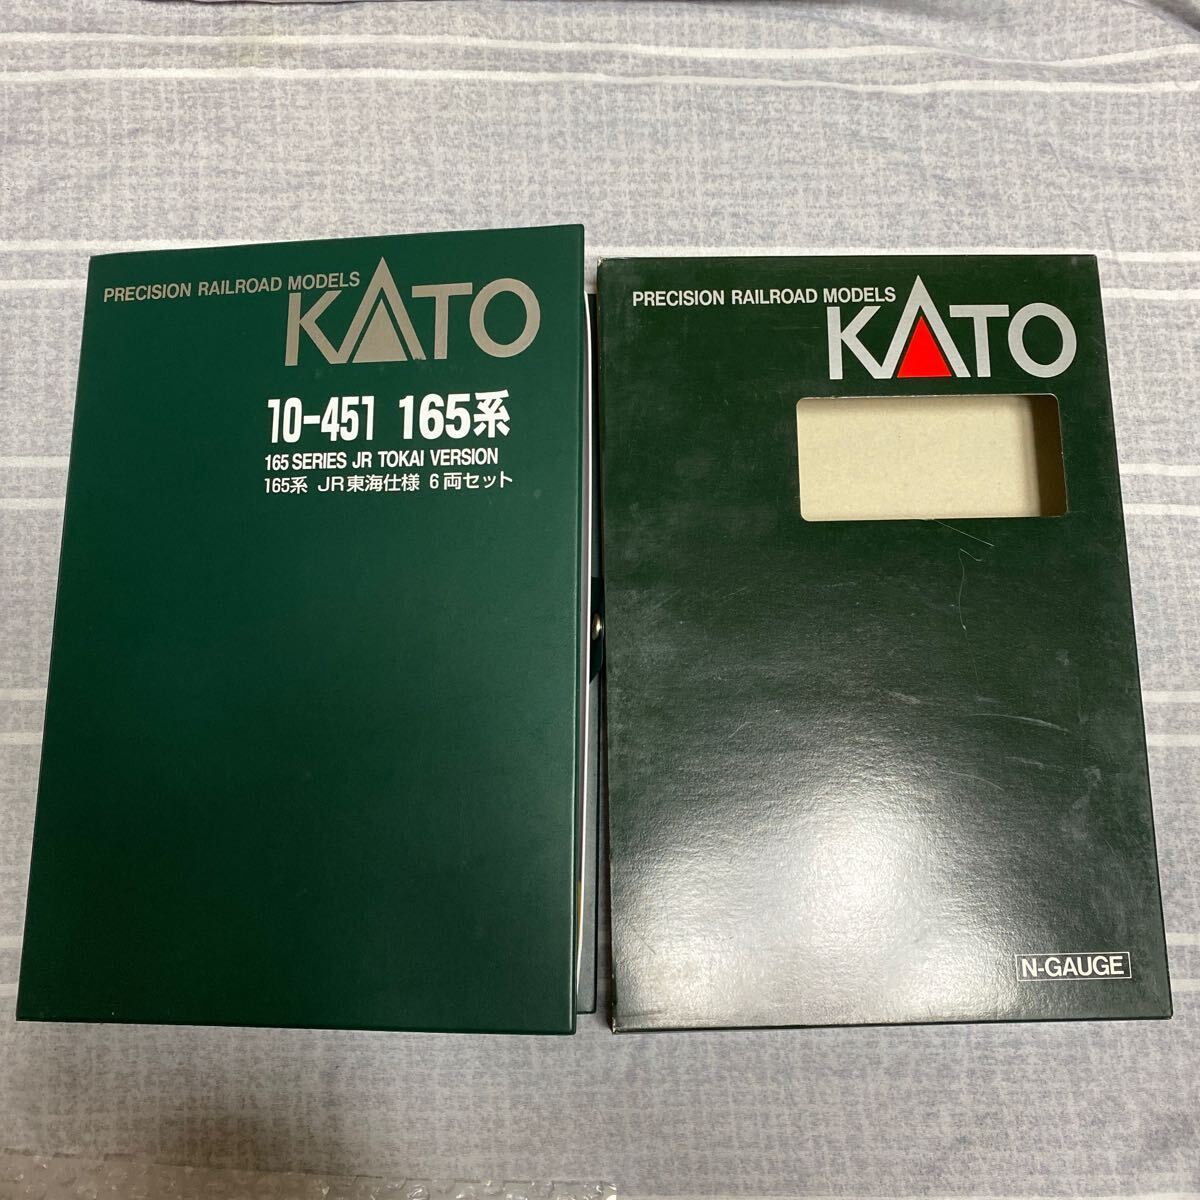 PRECISION RAILROAD MODELS
KATO
10-451 165系
165 SERIES JR TOKAI VERSION
165系 JR東海仕様 6両セット
PRECISION RAILROAD MODELS
KATO
N-GAUGE